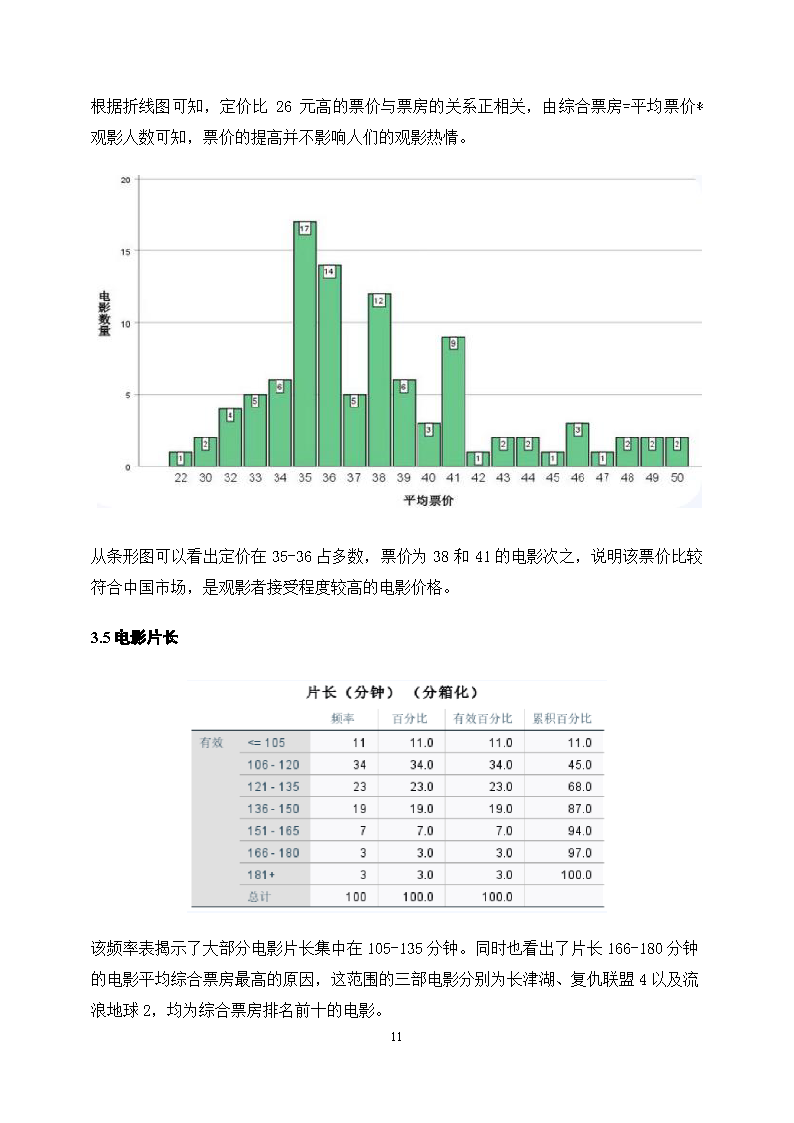 根据折线图可知，定价比 26 元高的票价与票房的关系正相关，由综合票房=平均票价*
观影人数可知，票价的提高并不影响人们的观影热情。
20
15
10
5
0
电影数量
1 2 4 5 6 17 14 5 12 6 3 9 1 2 2 1 3 1 2 2 2
22 30 32 33 34 35 36 37 38 39 40 41 42 43 44 45 46 47 48 49 50
平均票价
从条形图可以看出定价在 35-36 占多数，票价为 38 和 41 的电影次之，说明该票价比较
符合中国市场，是观影者接受程度较高的电影价格。
3.5 电影片长
片长（分钟）（分箱化）
频率 百分比 有效百分比 累积百分比
有效 <= 105 11 11.0 11.0 11.0
106 - 120 34 34.0 34.0 45.0
121 - 135 23 23.0 23.0 68.0
136 - 150 19 19.0 19.0 87.0
151 - 165 7 7.0 7.0 94.0
166 - 180 3 3.0 3.0 97.0
181+ 3 3.0 3.0 100.0
总计 100 100.0 100.0
该频率表揭示了大部分电影片长集中在 105-135 分钟。同时也看出了片长 166-180 分钟
的电影平均综合票房最高的原因，这范围的三部电影分别为长津湖、复仇联盟 4 以及流
浪地球 2，均为综合票房排名前十的电影。
11